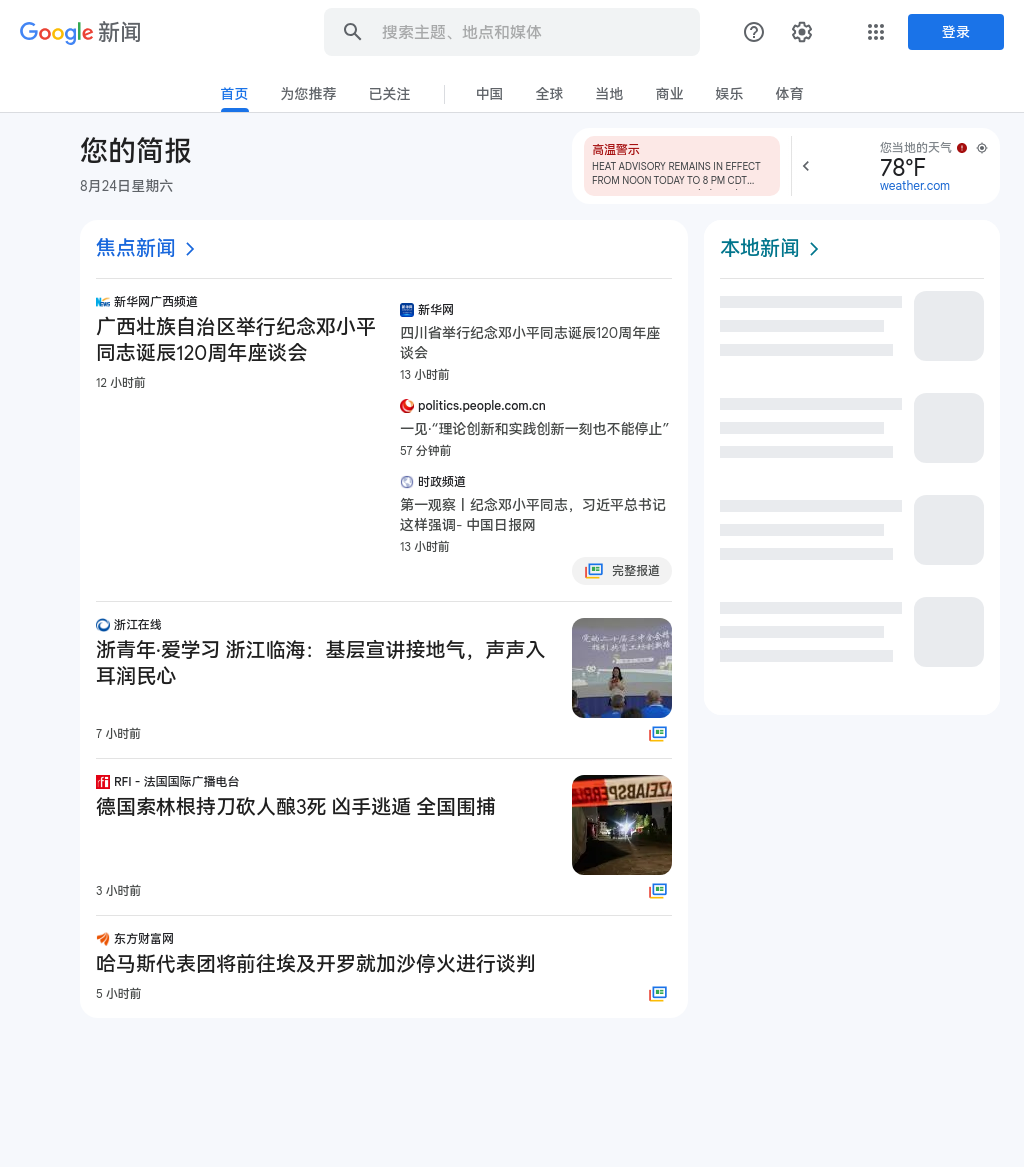 Google 新闻
搜索主题、地点和媒体
登录
首页
为您推荐
已关注
中国
全球
当地
商业
娱乐
体育
您的简报
8月24日星期六
高温警示
HEAT ADVISORY REMAINS IN EFFECT
FROM NOON TODAY TO 8 PM CDT...
您当地的天气
78°F
weather.com
焦点新闻
新华网广西频道
广西壮族自治区举行纪念邓小平
同志诞辰120周年座谈会
12 小时前
新华网
四川省举行纪念邓小平同志诞辰120周年座
谈会
13 小时前
politics.people.com.cn
一见·“理论创新和实践创新一刻也不能停止”
57 分钟前
时政频道
第一观察丨纪念邓小平同志，习近平总书记
这样强调- 中国日报网
13 小时前
完整报道
浙江在线
浙青年·爱学习 浙江临海：基层宣讲接地气，声声入
耳润民心
7 小时前
RFI - 法国国际广播电台
德国索林根持刀砍人酿3死 凶手逃遁 全国围捕
3 小时前
东方财富网
哈马斯代表团将前往埃及开罗就加沙停火进行谈判
5 小时前
本地新闻